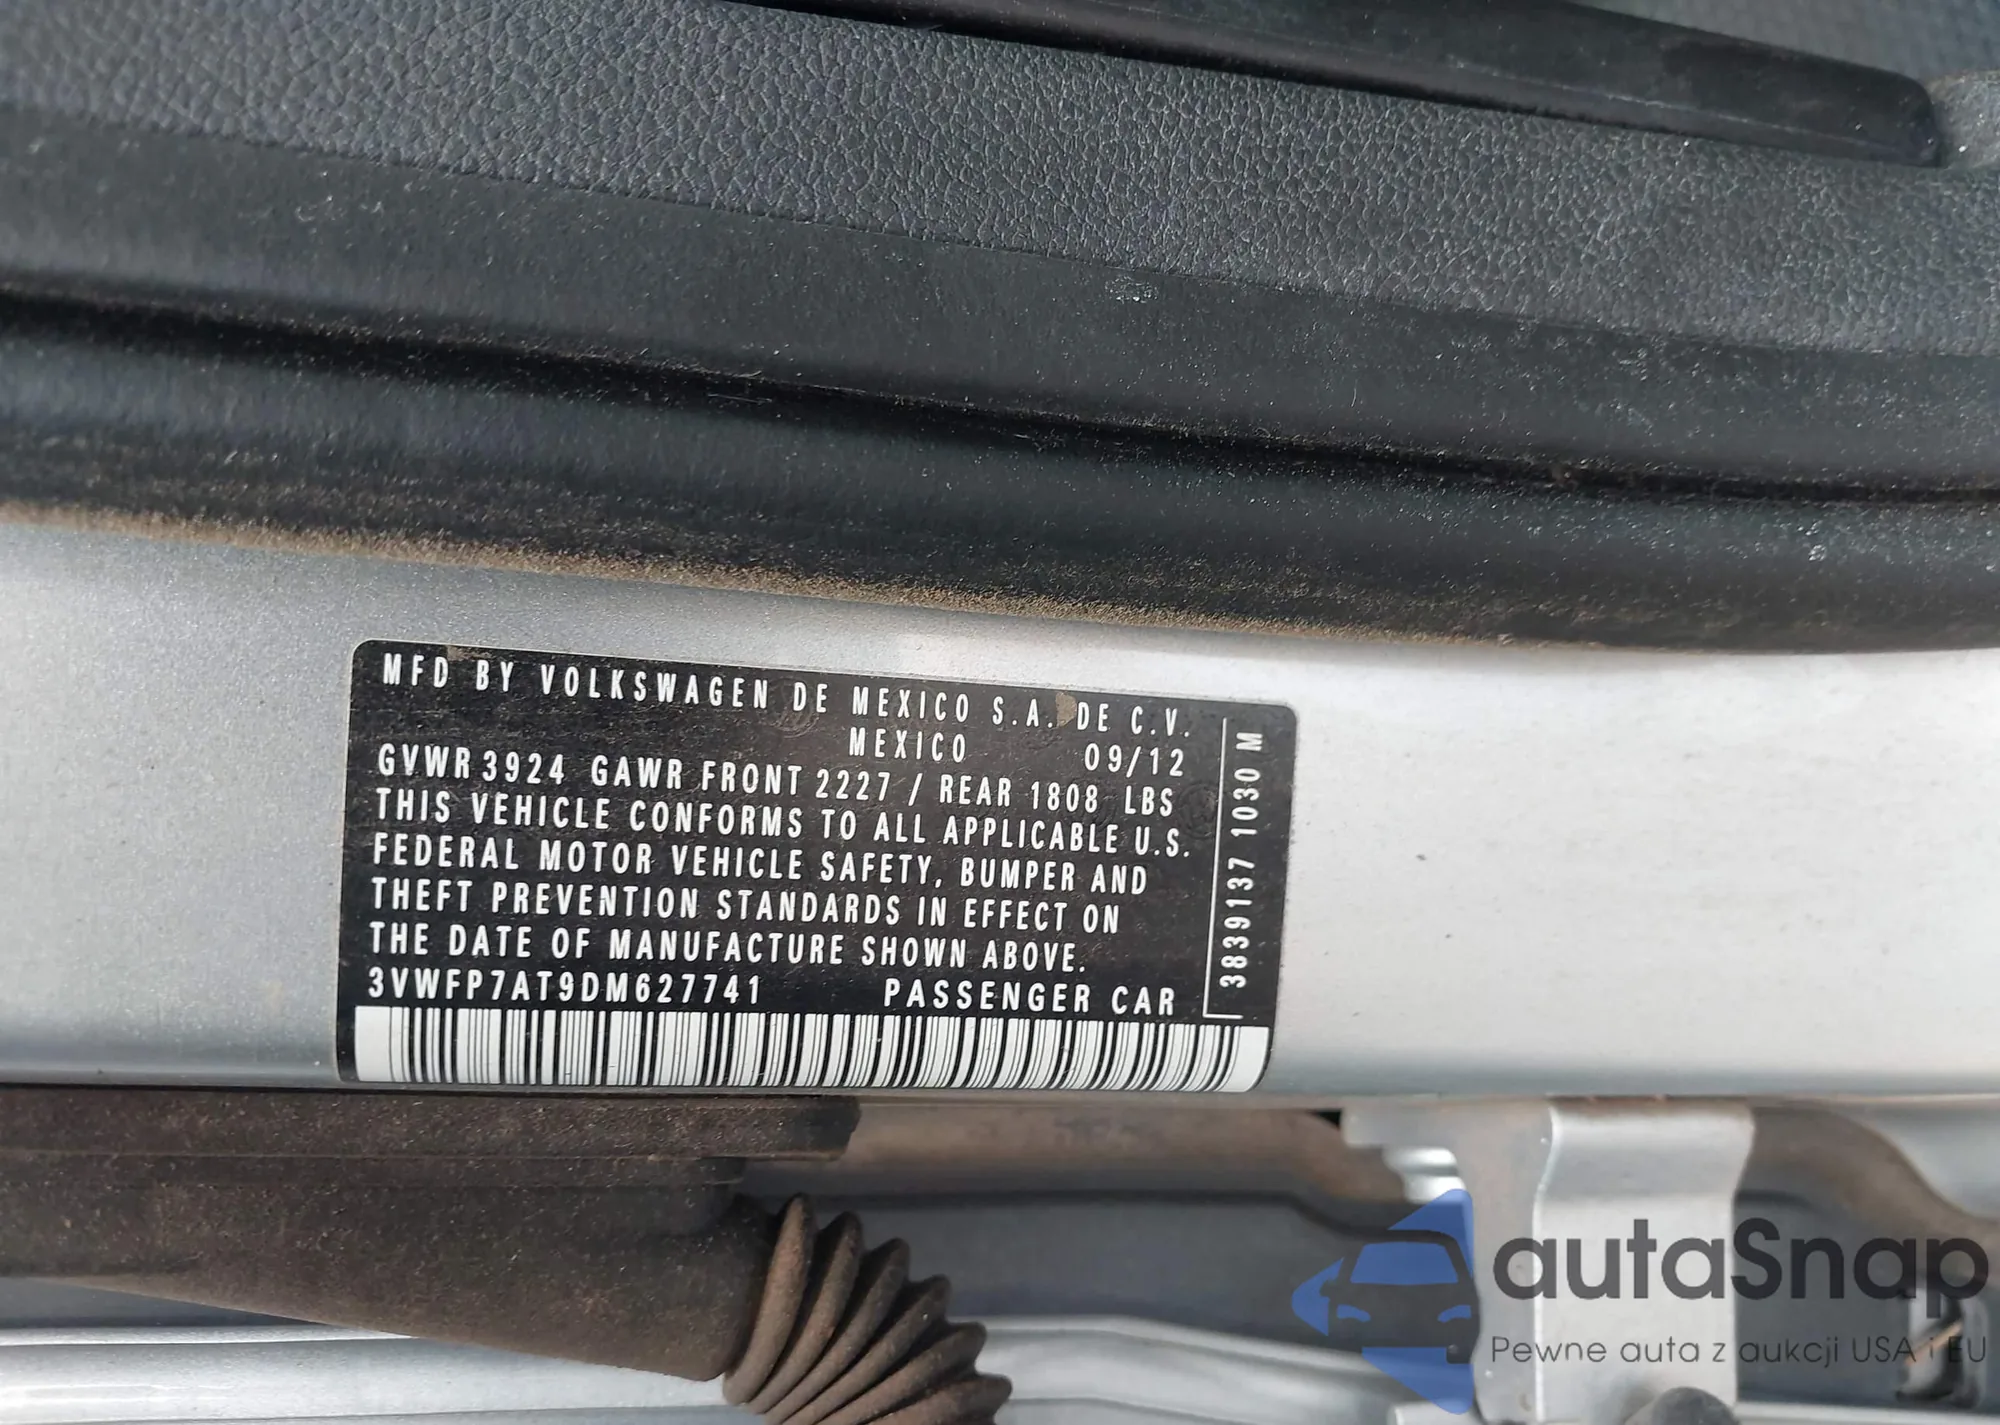 MFD BY VOLKSWAGEN DE MEXICO S.A. DE C.V.
MEXICO 09/12
GVWR 3924 GAWR FRONT 2227 / REAR 1808 LBS
THIS VEHICLE CONFORMS TO ALL APPLICABLE U.S.
FEDERAL MOTOR VEHICLE SAFETY, BUMPER AND
THEFT PREVENTION STANDARDS IN EFFECT ON
THE DATE OF MANUFACTURE SHOWN ABOVE.
3VWFP7AT9DM627741 PASSENGER CAR
3839137 1030 M
autaSnap
Pewne auta z aukcji USA i EU